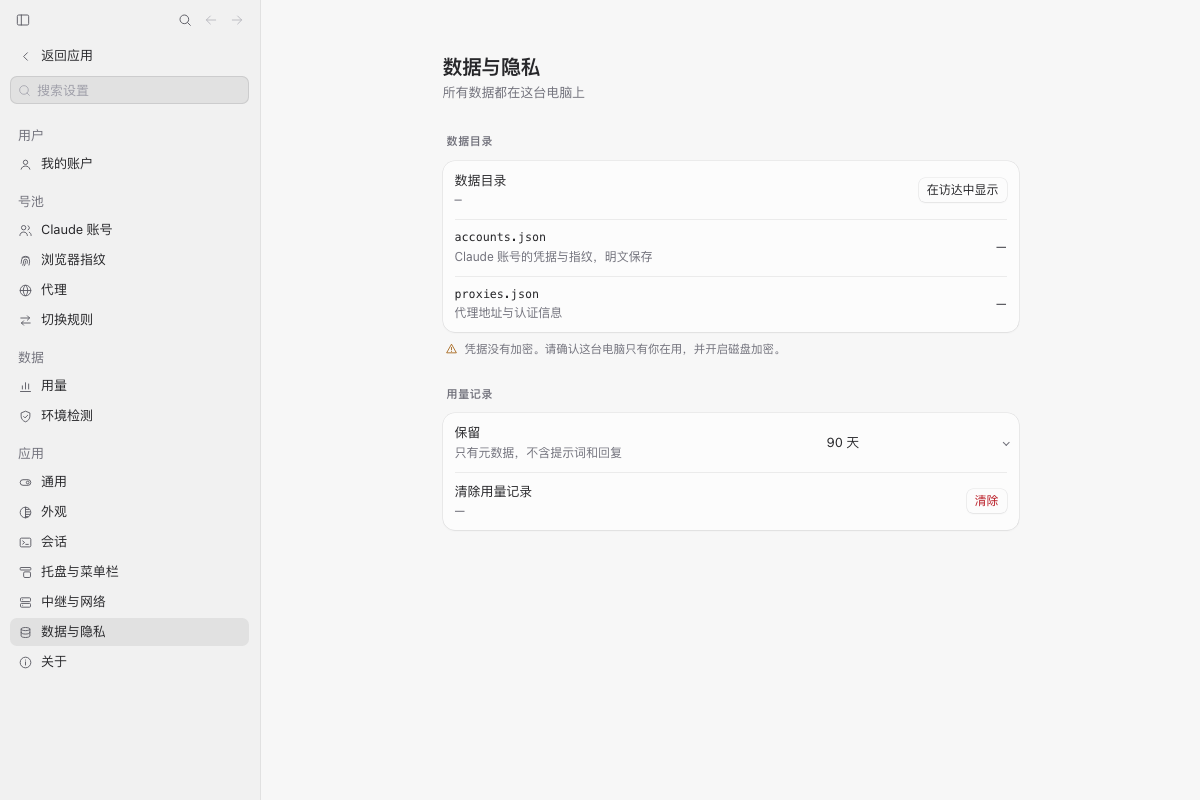 返回应用
搜索设置
用户
我的账户
号池
Claude 账号
浏览器指纹
代理
切换规则
数据
用量
环境检测
应用
通用
外观
会话
托盘与菜单栏
中继与网络
数据与隐私
关于
数据与隐私
所有数据都在这台电脑上
数据目录
数据目录
—
在访达中显示
accounts.json
Claude 账号的凭据与指纹，明文保存
—
proxies.json
代理地址与认证信息
—
凭据没有加密。请确认这台电脑只有你在用，并开启磁盘加密。
用量记录
保留
只有元数据，不含提示词和回复
90 天
清除用量记录
—
清除